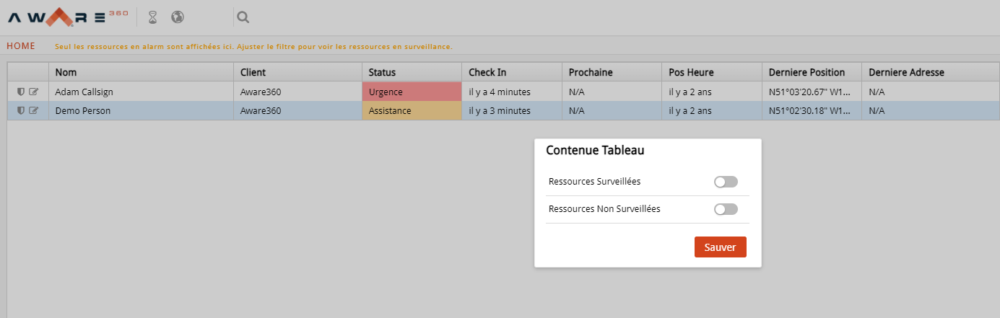 AWARE360
HOME Seul les ressources en alarm sont affichées ici. Ajuster le filtre pour voir les ressources en surveillance.
Nom Client Status Check In Prochaine Pos Heure Derniere Position Derniere Adresse
Adam Callsign Aware360 Urgence il y a 4 minutes N/A il y a 2 ans N51°03'20.67" W1... N/A
Demo Person Aware360 Assistance il y a 3 minutes N/A il y a 2 ans N51°02'30.18" W1... N/A
Contenue Tableau
Ressources Surveillées
Ressources Non Surveillées
Sauver